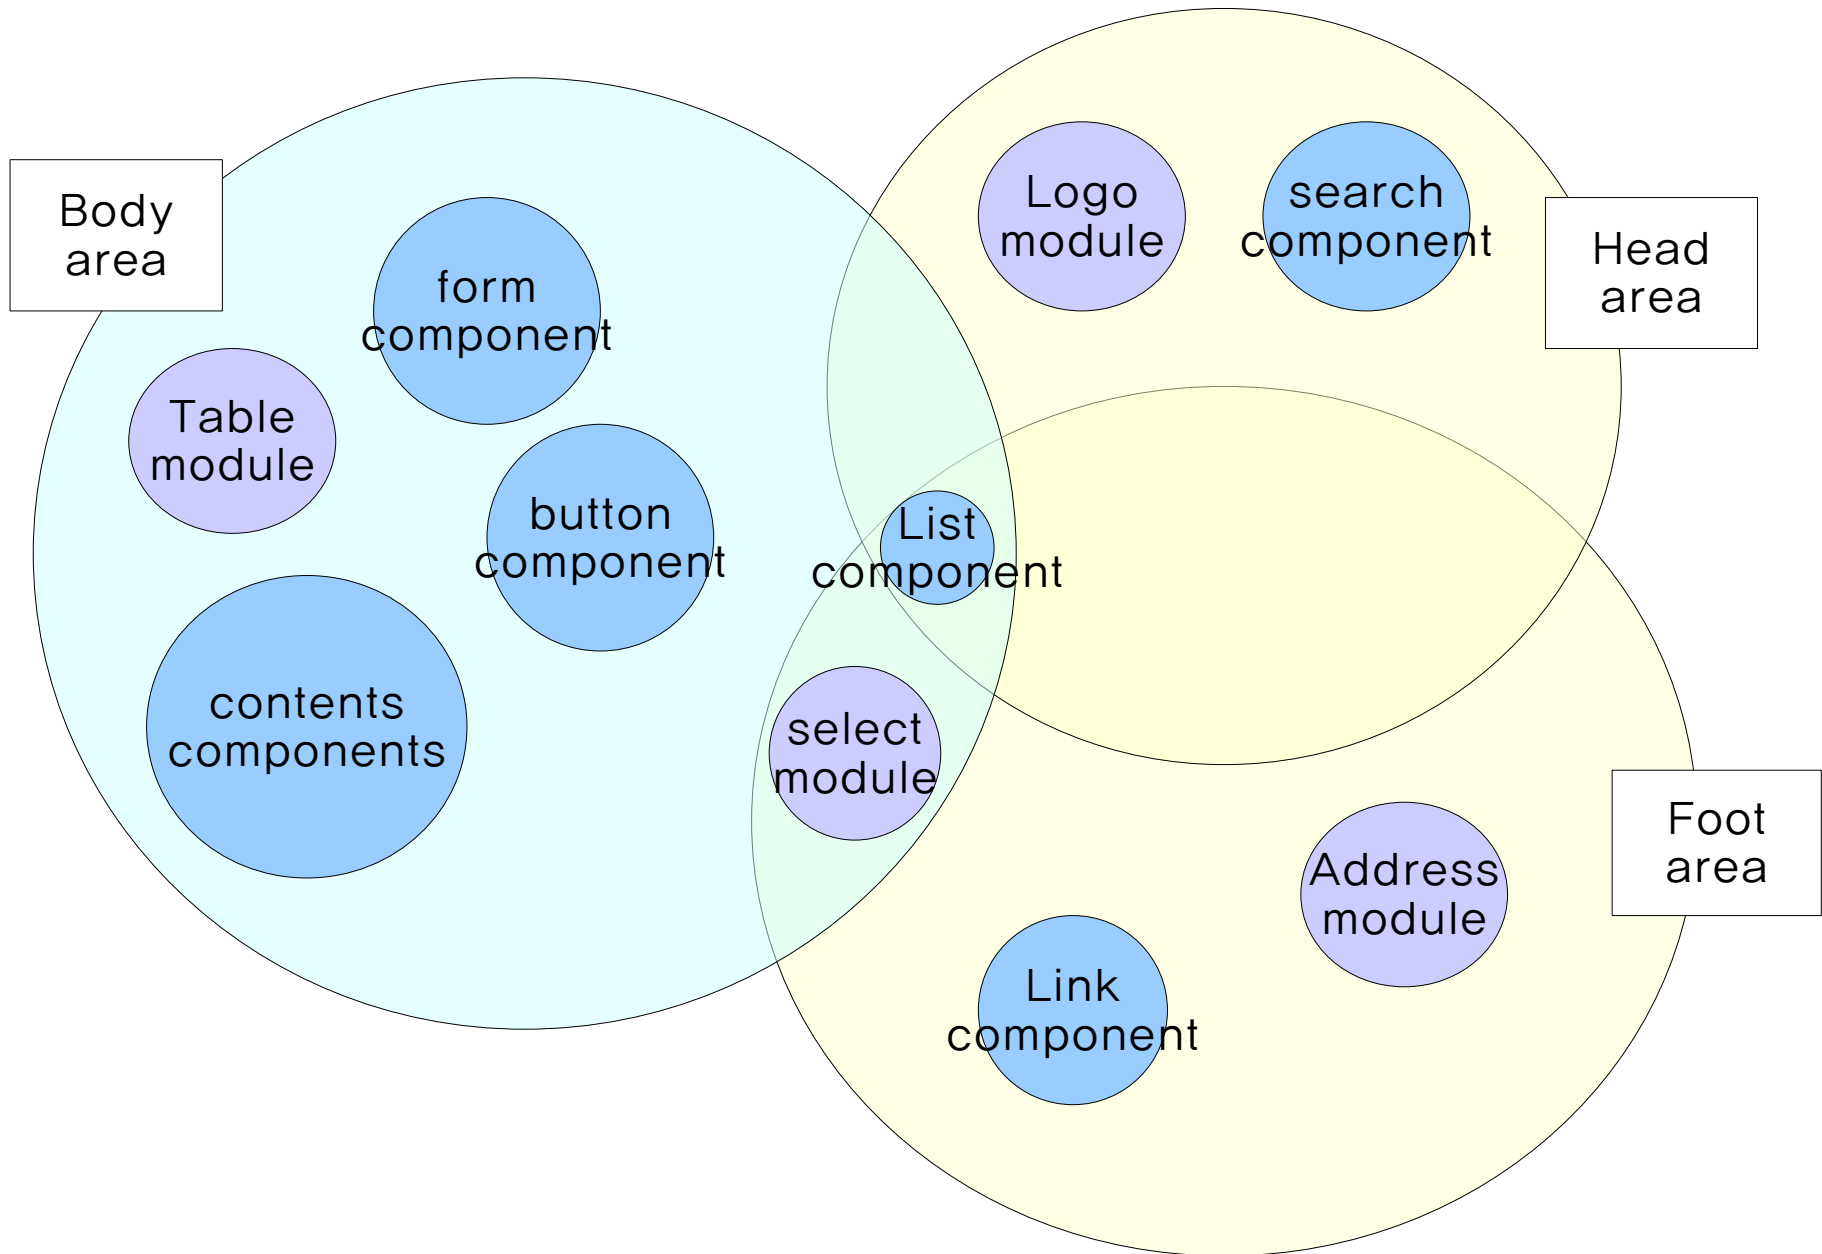 Body
area
form
component
Table
module
button
component
contents
components
List
component
select
module
Logo
module
search
component
Head
area
Foot
area
Address
module
Link
component